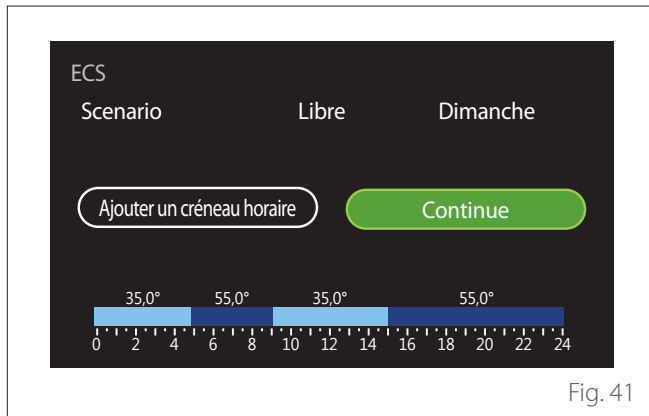 ECS
Scenario Libre Dimanche
Ajouter un créneau horaire Continue
35,0° 55,0° 35,0° 55,0°
0 2 4 6 8 10 12 14 16 18 20 22 24
Fig. 41